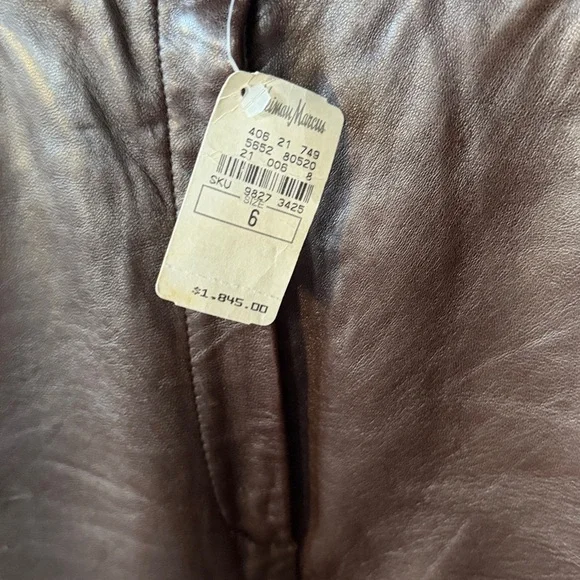 Neiman Marcus
406 21 749
5652 80520
21 006 8
SKU 9827 3425
SIZE
6
$1,845.00